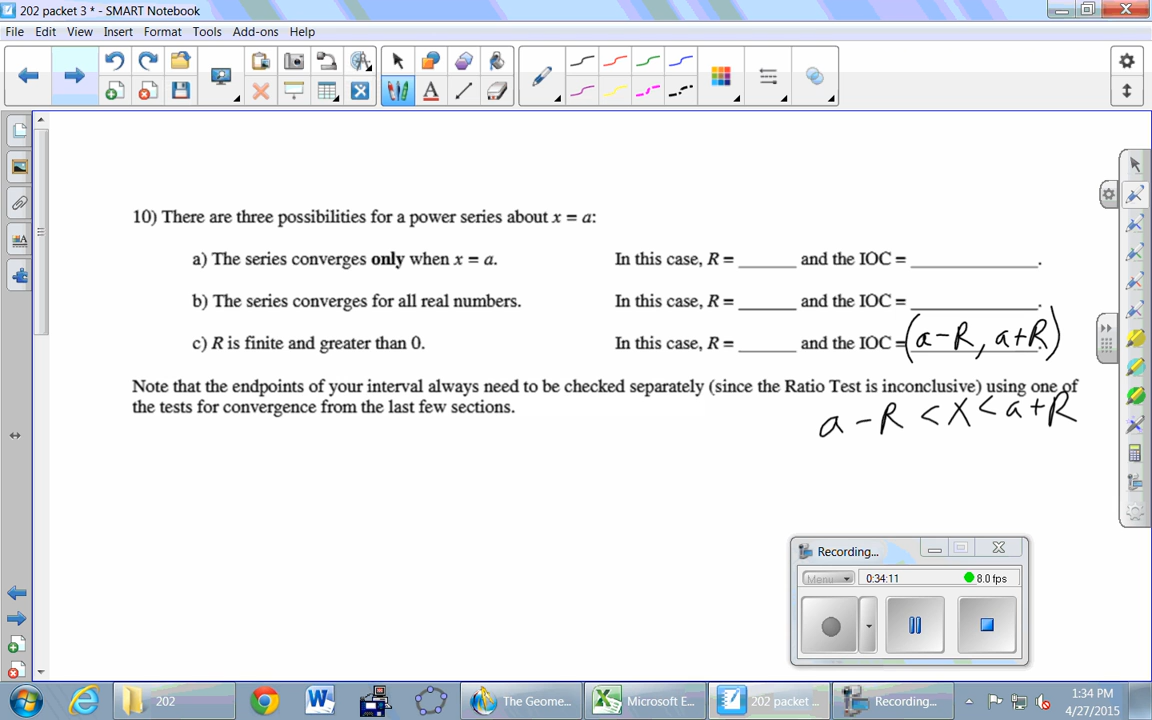 202 packet 3 * - SMART Notebook
File Edit View Insert Format Tools Add-ons Help
10) There are three possibilities for a power series about x = a:
a) The series converges only when x = a. In this case, R = ______ and the IOC = ____________.
b) The series converges for all real numbers. In this case, R = ______ and the IOC = ____________.
c) R is finite and greater than 0. In this case, R = ______ and the IOC = (a-R, a+R)
Note that the endpoints of your interval always need to be checked separately (since the Ratio Test is inconclusive) using one of
the tests for convergence from the last few sections.
a-R < x < a+R
Recording...
Menu 0:34:11 8.0 fps
202 The Geome... Microsoft E... 202 packet ... Recording...
1:34 PM
4/27/2015